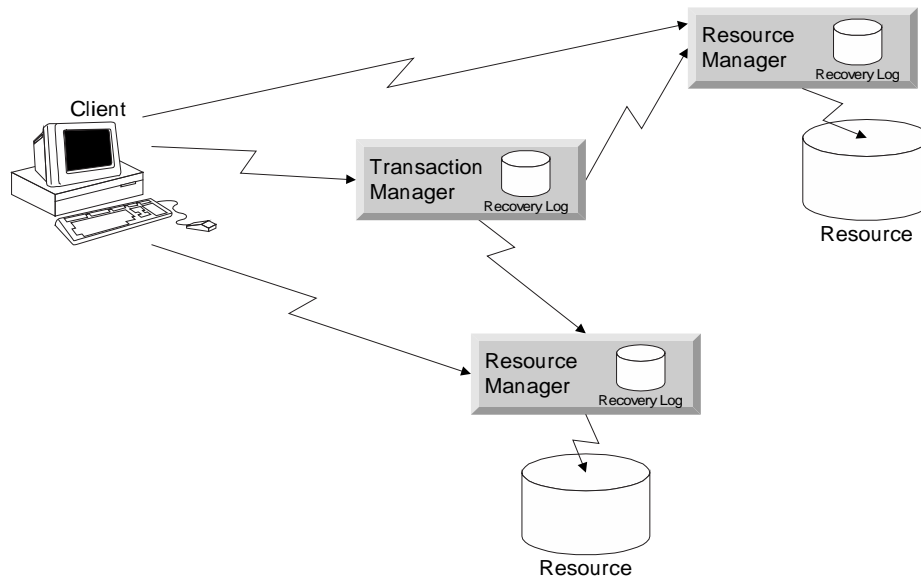 Resource
Manager
Recovery Log
Client
Transaction
Manager
Recovery Log
Resource
Resource
Manager
Recovery Log
Resource